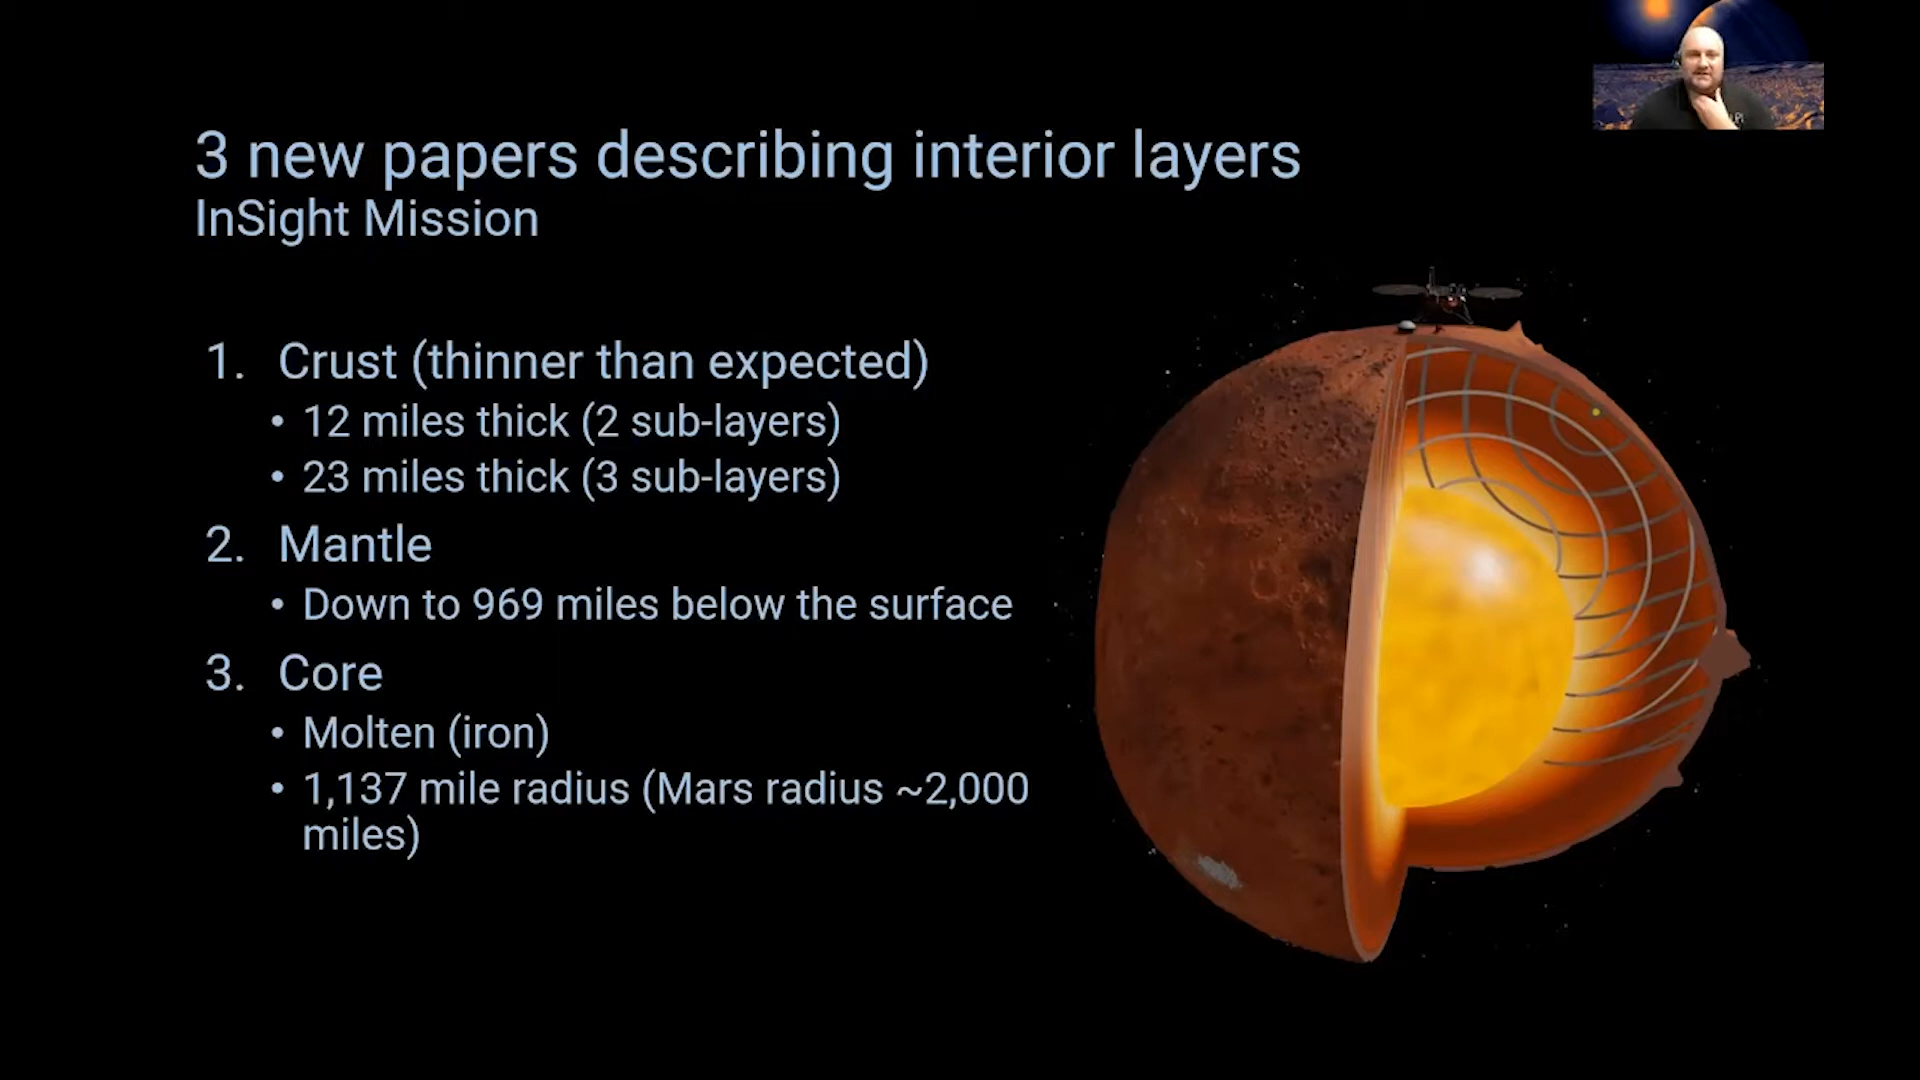 3 new papers describing interior layers
InSight Mission
1. Crust (thinner than expected)
• 12 miles thick (2 sub-layers)
• 23 miles thick (3 sub-layers)
2. Mantle
• Down to 969 miles below the surface
3. Core
• Molten (iron)
• 1,137 mile radius (Mars radius ~2,000
miles)